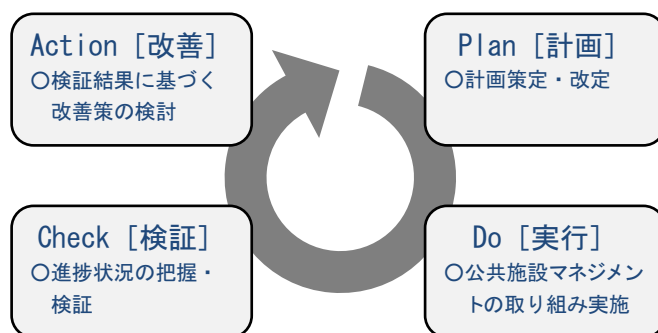 Action [改善]
○検証結果に基づく
改善策の検討
Plan [計画]
○計画策定・改定
Check [検証]
○進捗状況の把握・
検証
Do [実行]
○公共施設マネジメン
トの取り組み実施